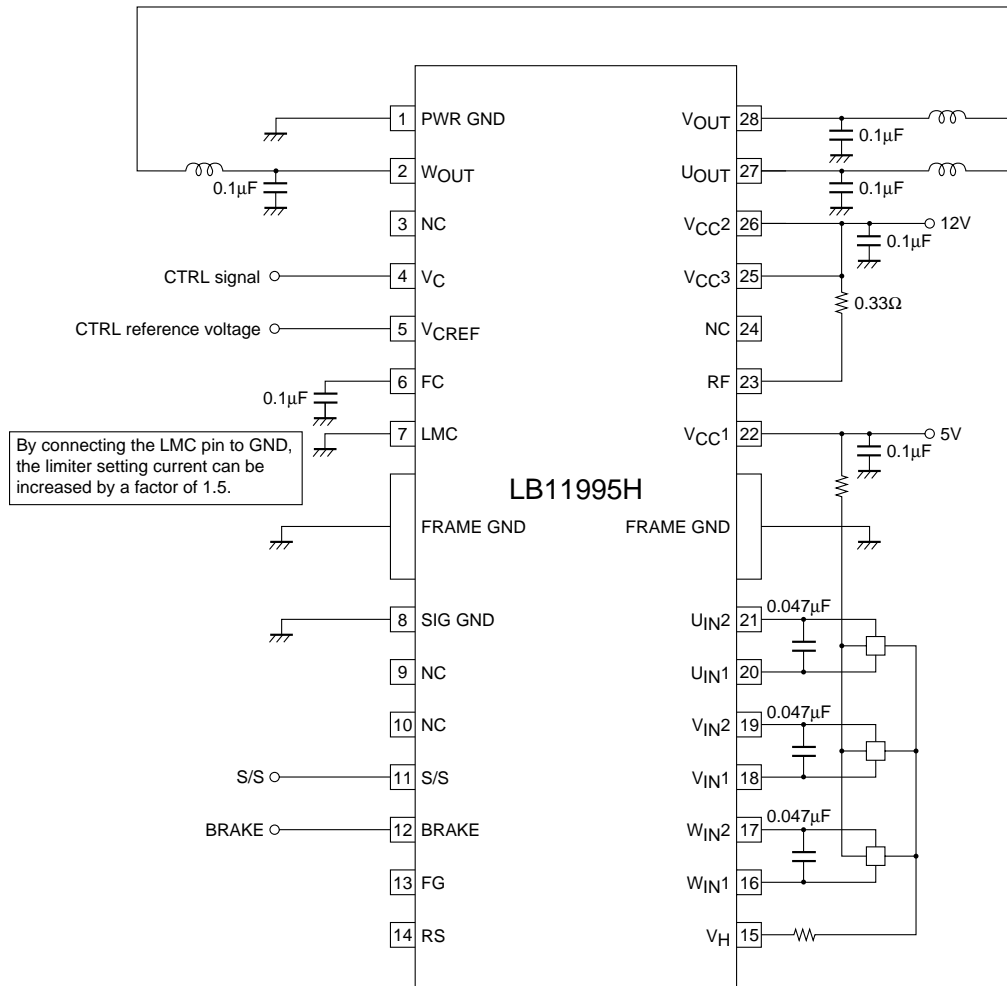 1 PWR GND
VOUT 28
0.1µF
2 WOUT
0.1µF
UOUT 27
0.1µF
3 NC
VCC2 26
12V
0.1µF
CTRL signal
4 VC
VCC3 25
0.33Ω
CTRL reference voltage
5 VCREF
NC 24
0.1µF
6 FC
RF 23
7 LMC
VCC1 22
5V
0.1µF
By connecting the LMC pin to GND,
the limiter setting current can be
increased by a factor of 1.5.
LB11995H
FRAME GND
FRAME GND
8 SIG GND
UIN2 21
0.047µF
9 NC
UIN1 20
10 NC
VIN2 19
0.047µF
S/S
11 S/S
VIN1 18
BRAKE
12 BRAKE
WIN2 17
0.047µF
13 FG
WIN1 16
14 RS
VH 15